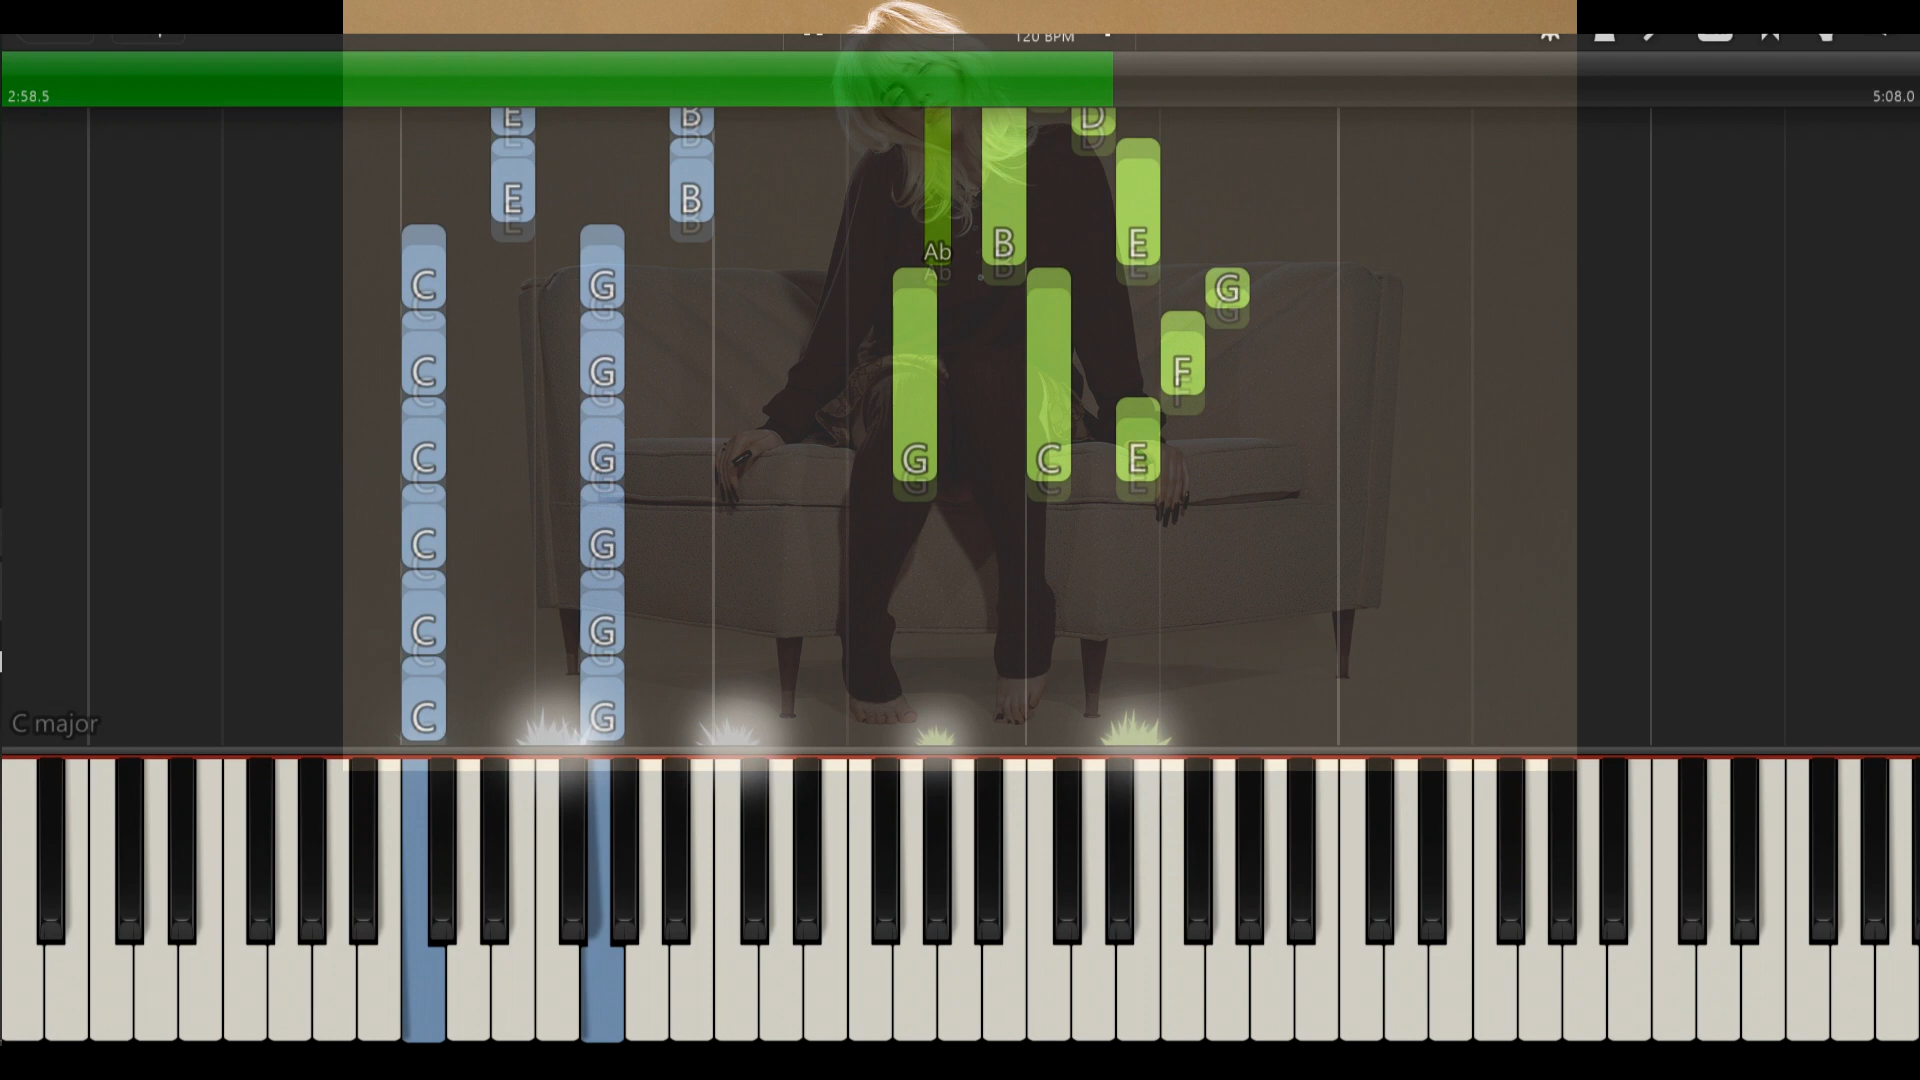 120 BPM
2:58.5 5:08.0
E B D
E B Ab B E
C G G
C G F
C G G C E
C G
C G
C major C G